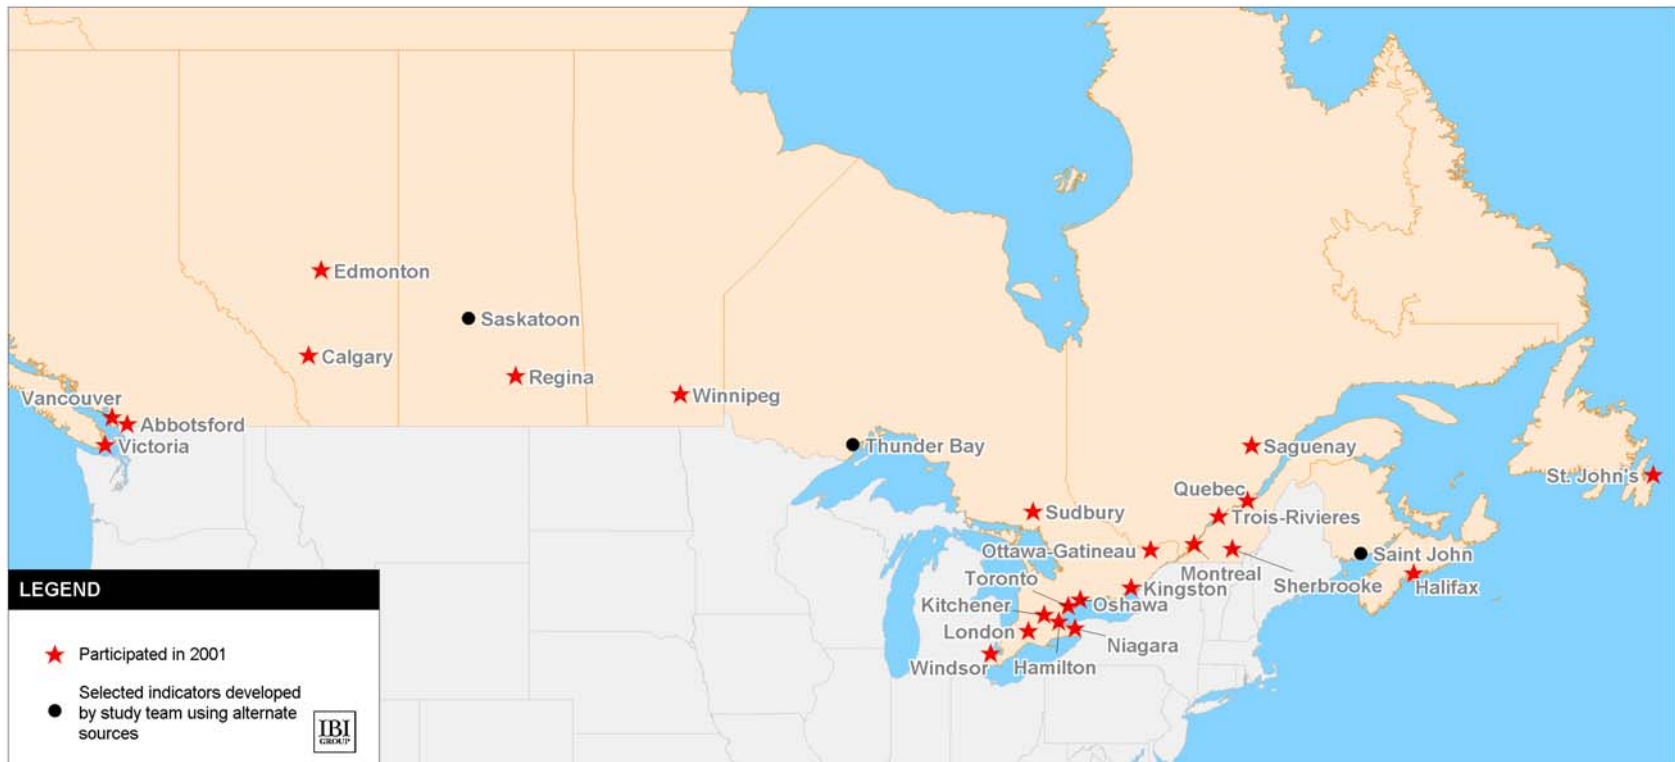 Edmonton
Saskatoon
Calgary
Regina
Winnipeg
Vancouver
Abbotsford
Victoria
Thunder Bay
Saguenay
St. John's
Quebec
Sudbury
Trois-Rivieres
Ottawa-Gatineau
Saint John
Montreal
Sherbrooke
Halifax
Toronto
Kingston
Kitchener
Oshawa
London
Niagara
Windsor
Hamilton
LEGEND
Participated in 2001
Selected indicators developed
by study team using alternate
sources
IBI
GROUP